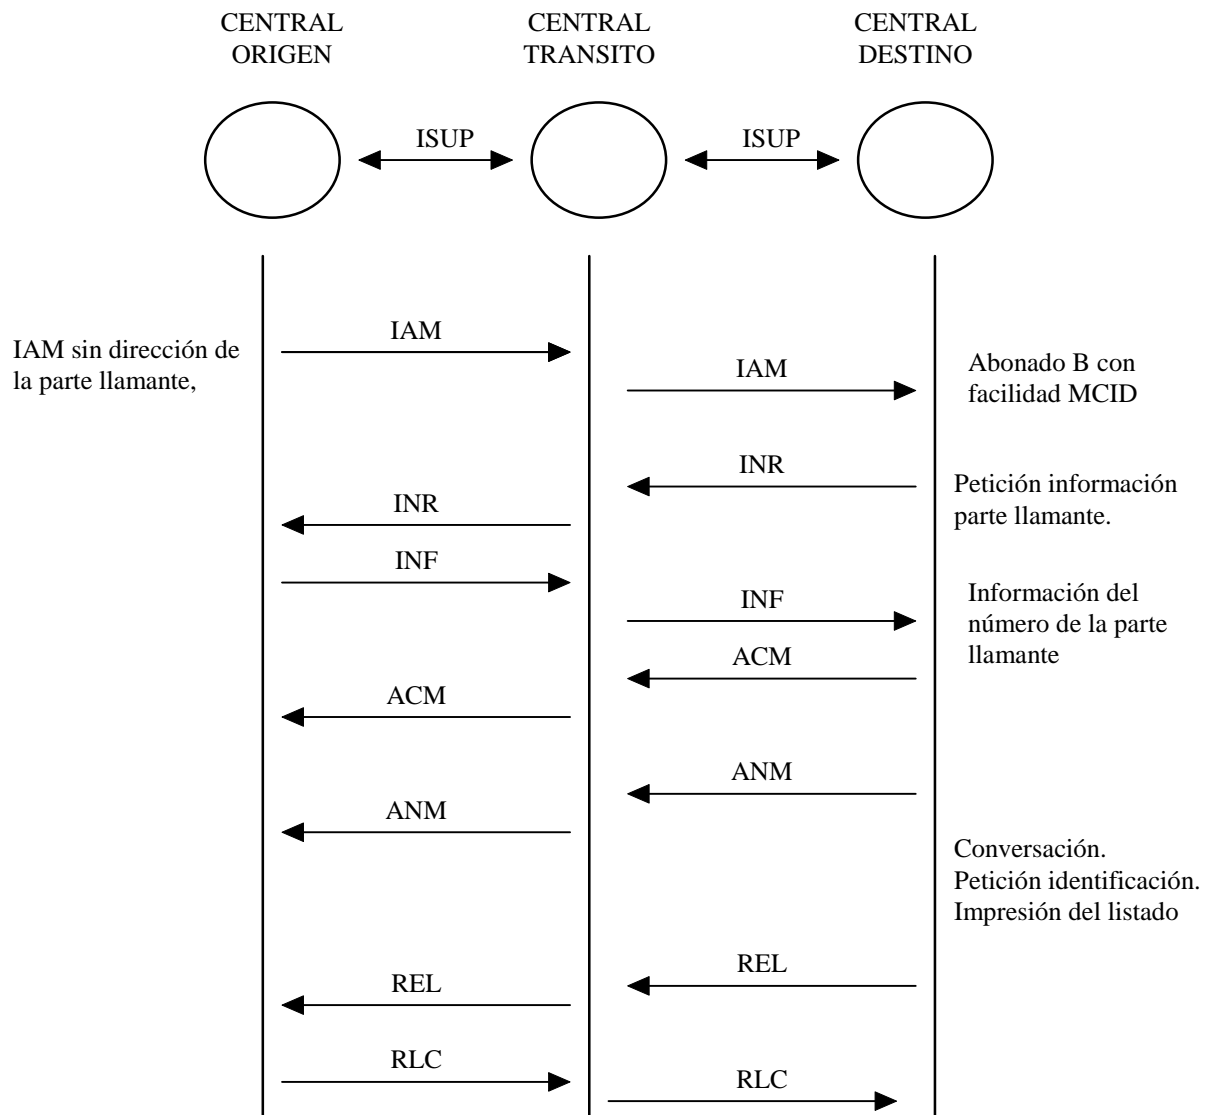 CENTRAL
ORIGEN
CENTRAL
TRANSITO
CENTRAL
DESTINO
ISUP
ISUP
IAM
IAM sin dirección de
la parte llamante,
IAM
Abonado B con
facilidad MCID
INR
Petición información
parte llamante.
INR
INF
INF
Información del
número de la parte
llamante
ACM
ACM
ANM
ANM
Conversación.
Petición identificación.
Impresión del listado
REL
REL
RLC
RLC